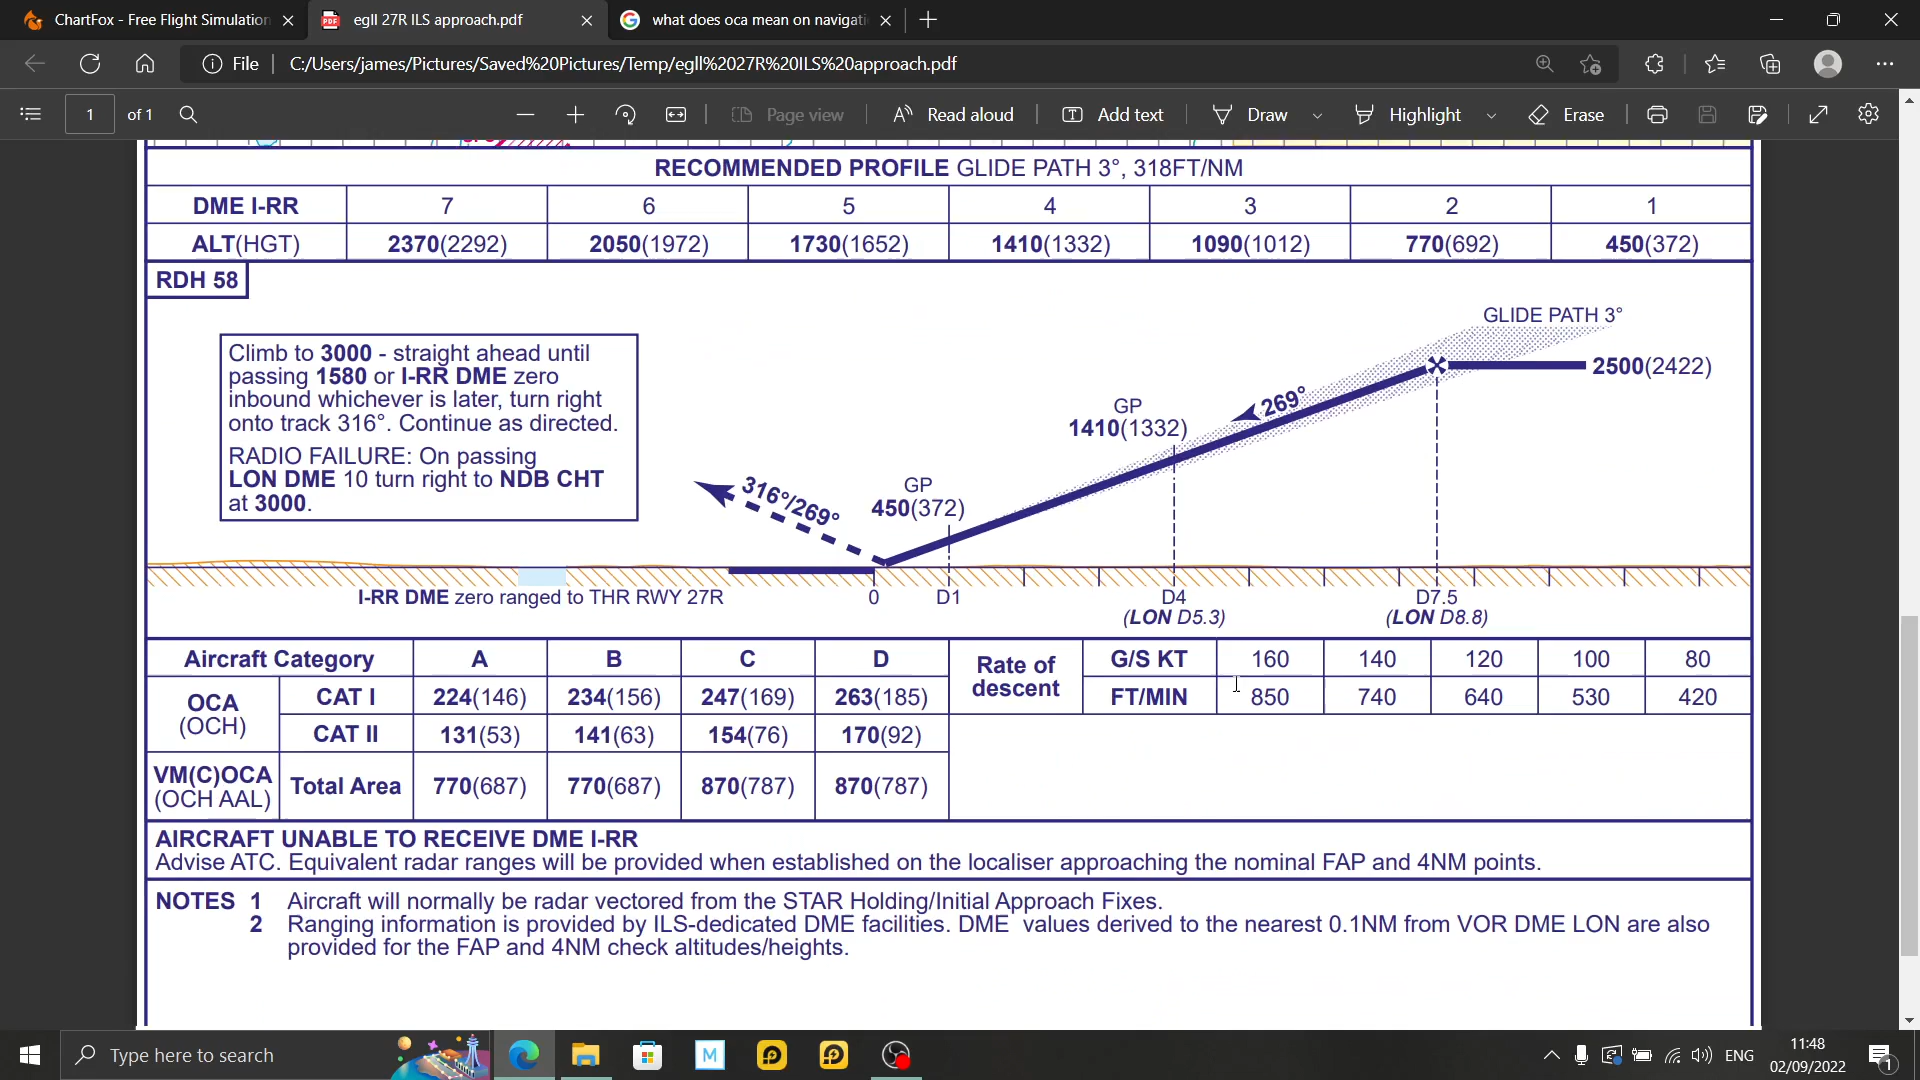 ChartFox - Free Flight Simulation
egll 27R ILS approach.pdf
what does oca mean on navigati
File
C:/Users/james/Pictures/Saved%20Pictures/Temp/egll%2027R%20ILS%20approach.pdf
1 of 1
Page view
Read aloud
Add text
Draw
Highlight
Erase
RECOMMENDED PROFILE GLIDE PATH 3°, 318FT/NM
DME I-RR 7 6 5 4 3 2 1
ALT(HGT) 2370(2292) 2050(1972) 1730(1652) 1410(1332) 1090(1012) 770(692) 450(372)
RDH 58
GLIDE PATH 3°
2500(2422)
Climb to 3000 - straight ahead until
passing 1580 or I-RR DME zero
inbound whichever is later, turn right
onto track 316°. Continue as directed.
RADIO FAILURE: On passing
LON DME 10 turn right to NDB CHT
at 3000.
269°
GP
1410(1332)
316°/269°
GP
450(372)
I-RR DME zero ranged to THR RWY 27R
0
D1
D4
(LON D5.3)
D7.5
(LON D8.8)
Aircraft Category A B C D
OCA
(OCH)
CAT I 224(146) 234(156) 247(169) 263(185)
CAT II 131(53) 141(63) 154(76) 170(92)
VM(C)OCA
(OCH AAL)
Total Area 770(687) 770(687) 870(787) 870(787)
Rate of
descent
G/S KT 160 140 120 100 80
FT/MIN 850 740 640 530 420
AIRCRAFT UNABLE TO RECEIVE DME I-RR
Advise ATC. Equivalent radar ranges will be provided when established on the localiser approaching the nominal FAP and 4NM points.
NOTES 1 Aircraft will normally be radar vectored from the STAR Holding/Initial Approach Fixes.
2 Ranging information is provided by ILS-dedicated DME facilities. DME values derived to the nearest 0.1NM from VOR DME LON are also
provided for the FAP and 4NM check altitudes/heights.
Type here to search
M
ENG
11:48
02/09/2022
1